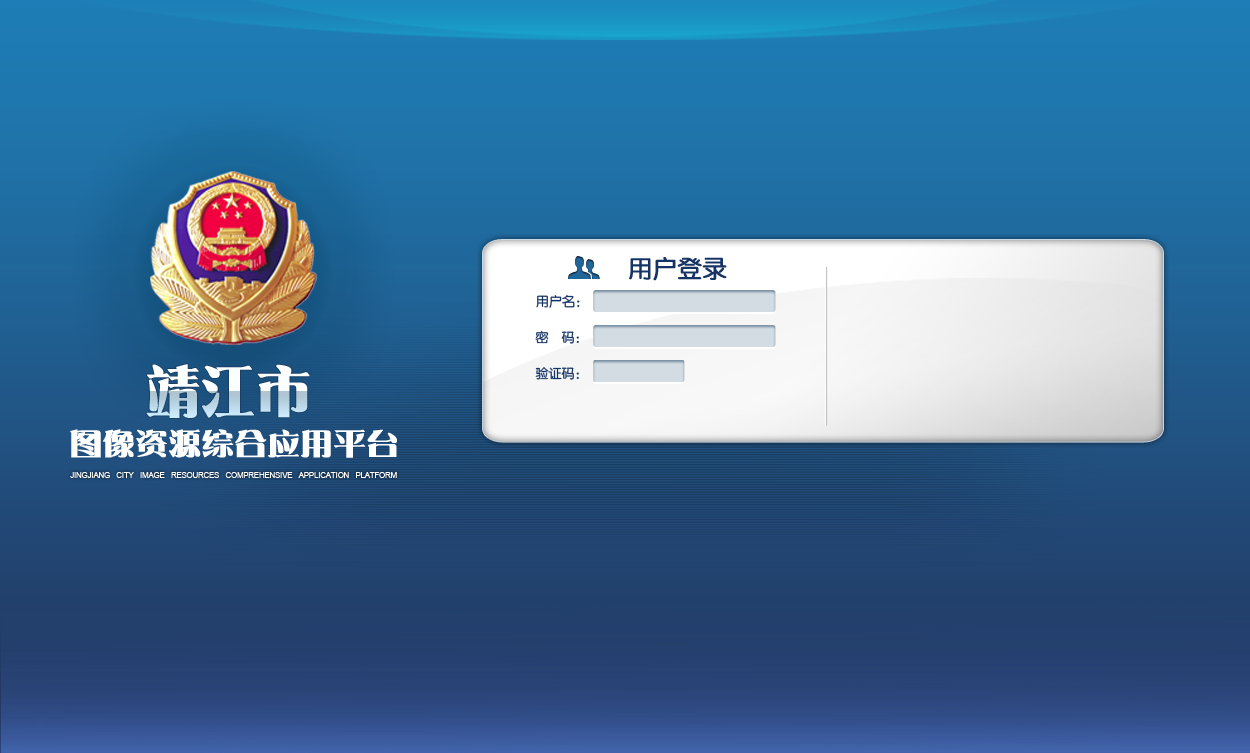 靖江市
图像资源综合应用平台
JINGJIANG CITY IMAGE RESOURCES COMPREHENSIVE APPLICATION PLATFORM
用户登录
用户名：
密 码：
验证码：